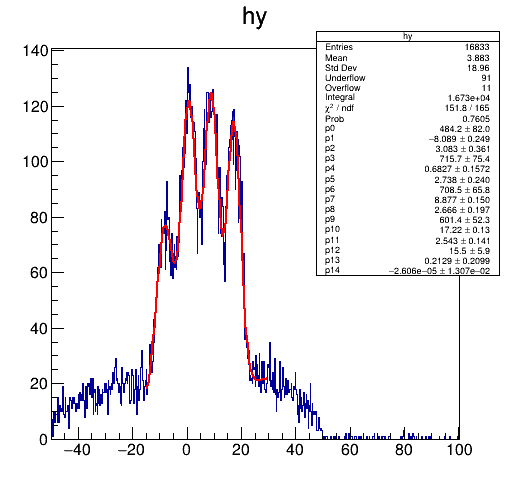 hy
hy
Entries 16833
Mean 3.883
Std Dev 18.96
Underflow 91
Overflow 11
Integral 1.673e+04
χ² / ndf 151.8 / 165
Prob 0.7605
p0 484.2 ± 82.0
p1 −8.089 ± 0.249
p2 3.083 ± 0.361
p3 715.7 ± 75.4
p4 0.6827 ± 0.1572
p5 2.738 ± 0.240
p6 708.5 ± 65.8
p7 8.877 ± 0.150
p8 2.666 ± 0.197
p9 601.4 ± 52.3
p10 17.22 ± 0.13
p11 2.543 ± 0.141
p12 15.5 ± 5.9
p13 0.2129 ± 0.2099
p14 −2.606e−05 ± 1.307e−02
140
120
100
80
60
40
20
0
−40 −20 0 20 40 60 80 100